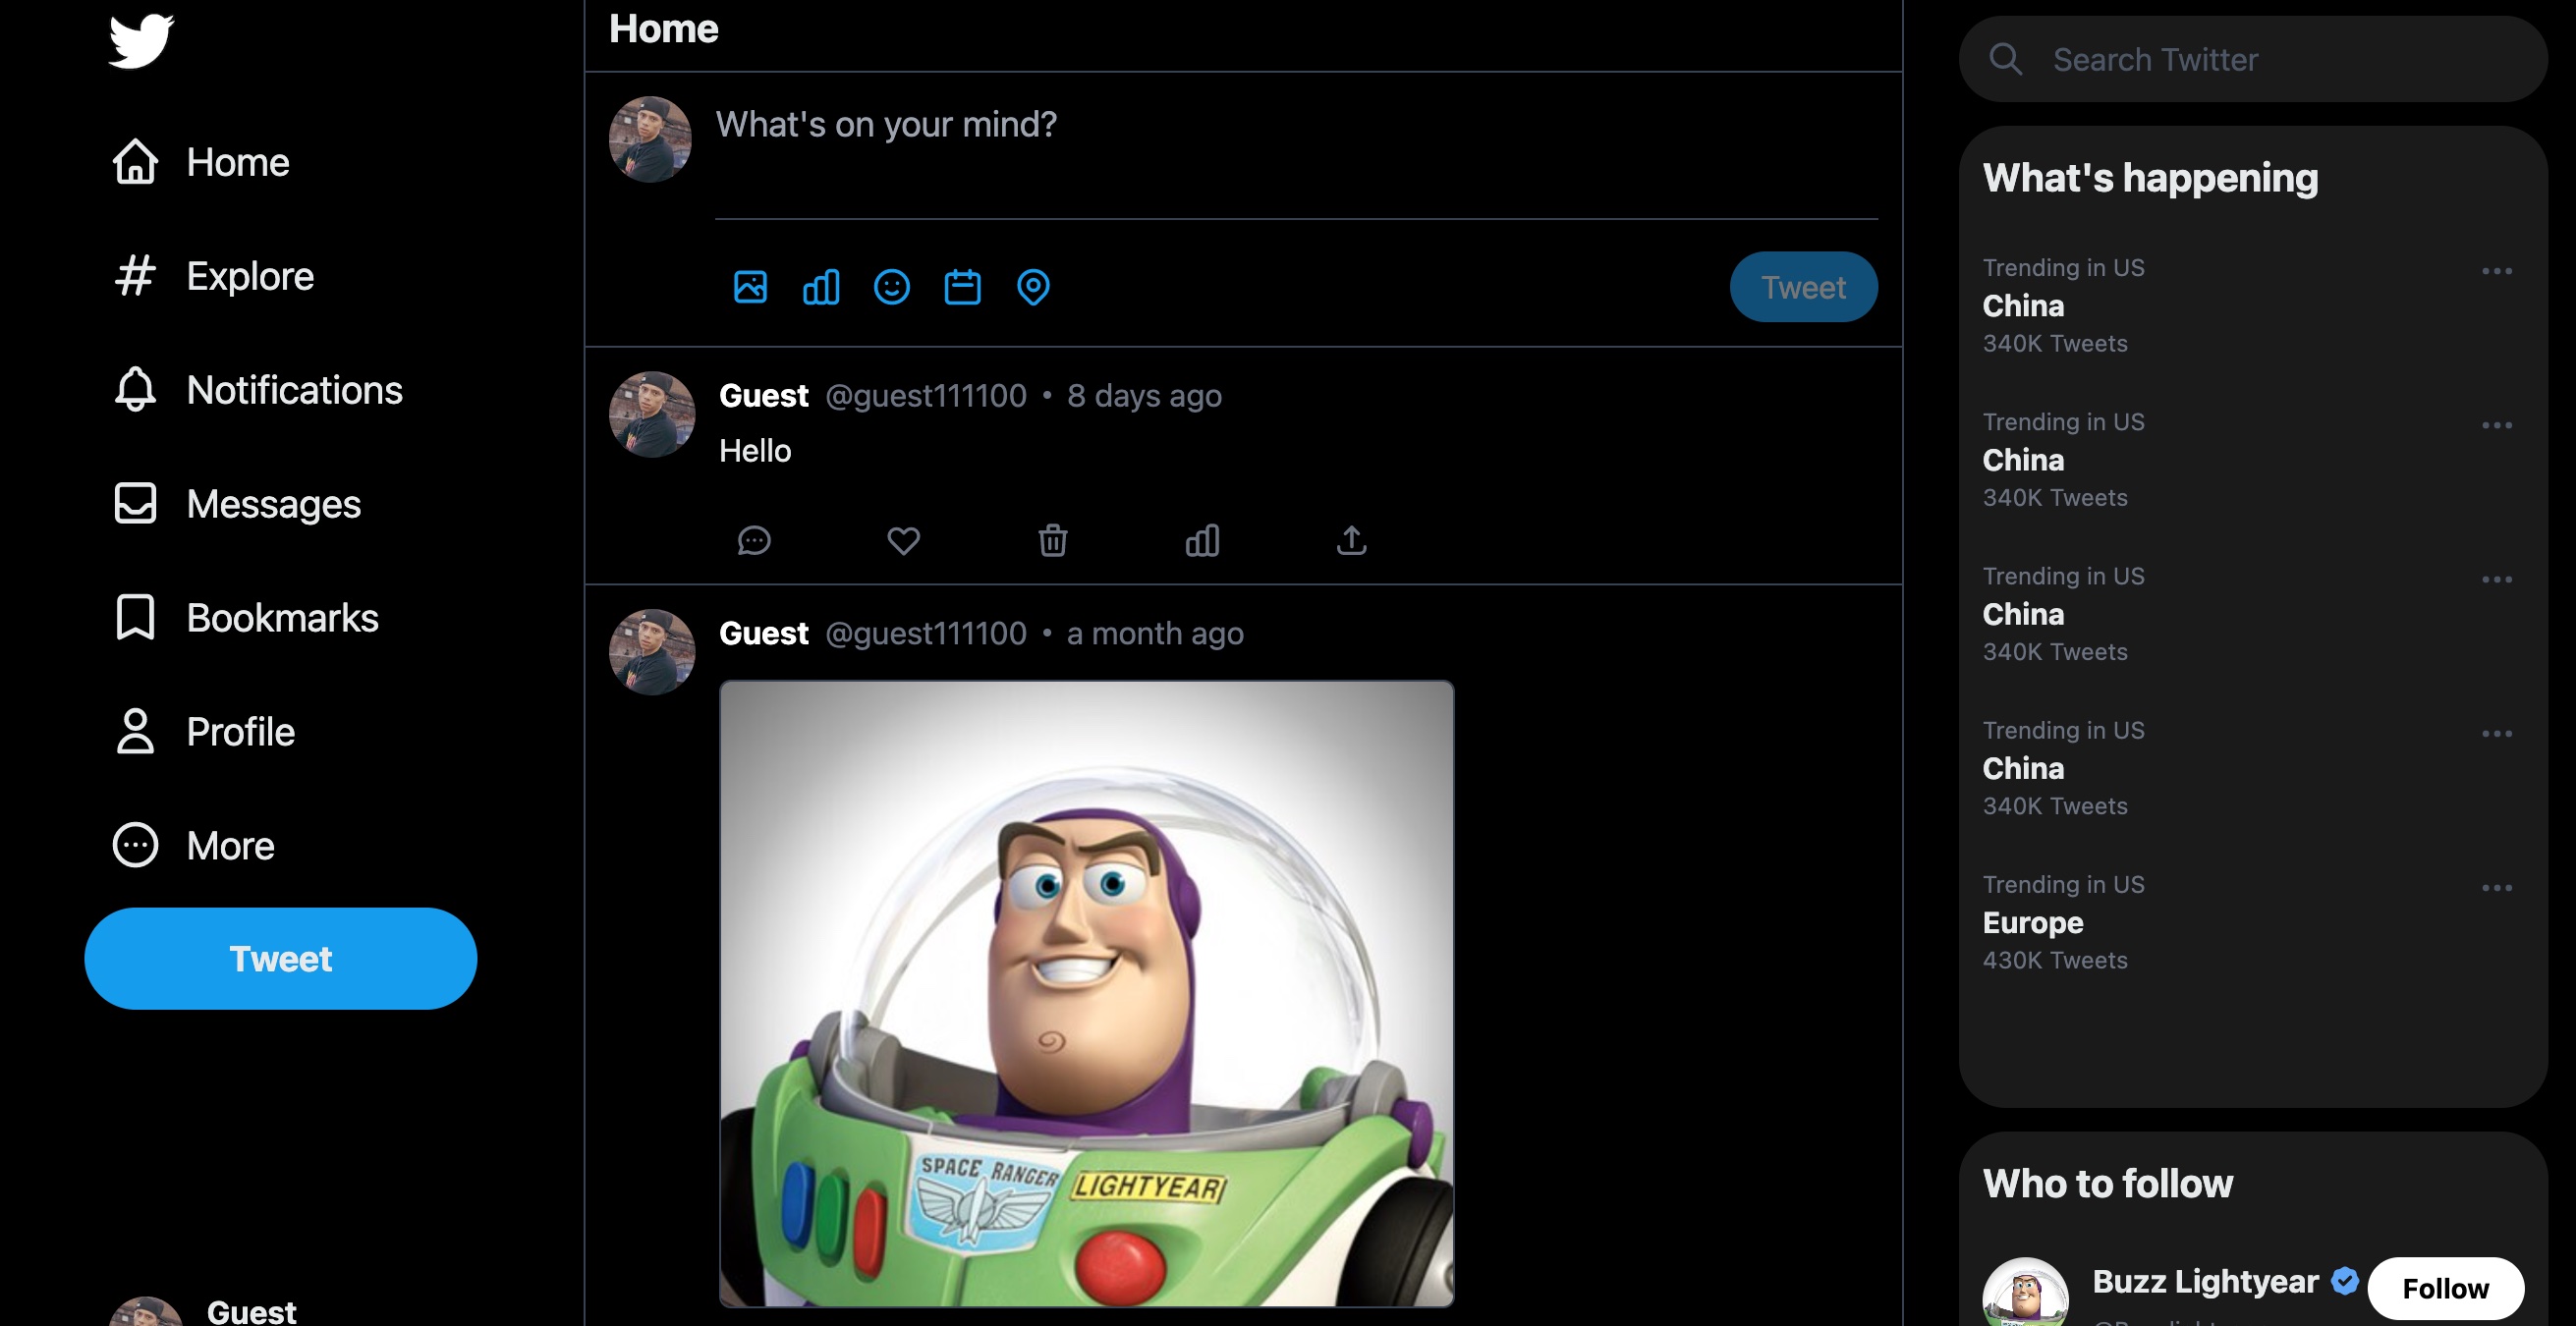 Home
Explore
Notifications
Messages
Bookmarks
Profile
More
Tweet
Guest
Home
What's on your mind?
Tweet
Guest @guest111100 • 8 days ago
Hello
Guest @guest111100 • a month ago
SPACE RANGER
LIGHTYEAR
Search Twitter
What's happening
Trending in US
China
340K Tweets
Trending in US
China
340K Tweets
Trending in US
China
340K Tweets
Trending in US
China
340K Tweets
Trending in US
Europe
430K Tweets
Who to follow
Buzz Lightyear
Follow